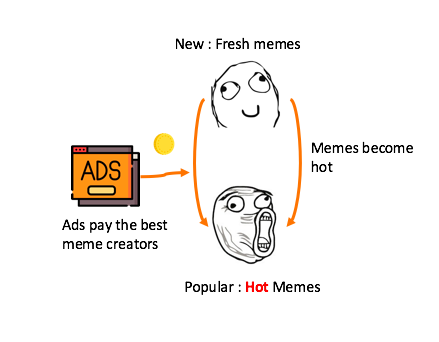 New : Fresh memes
ADS
Memes become
hot
Ads pay the best
meme creators
Popular : Hot Memes